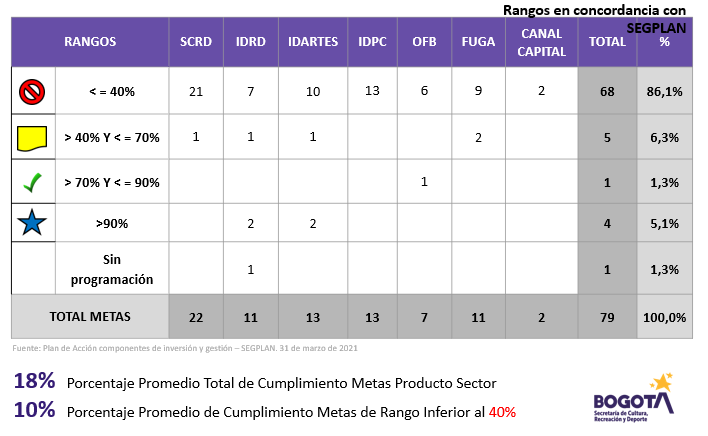 Rangos en concordancia con
SEGPLAN
RANGOS SCRD IDRD IDARTES IDPC OFB FUGA CANAL CAPITAL TOTAL %
< = 40% 21 7 10 13 6 9 2 68 86,1%
> 40% Y < = 70% 1 1 1 2 5 6,3%
> 70% Y < = 90% 1 1 1,3%
>90% 2 2 4 5,1%
Sin programación 1 1 1,3%
TOTAL METAS 22 11 13 13 7 11 2 79 100,0%
Fuente: Plan de Acción componentes de inversión y gestión – SEGPLAN. 31 de marzo de 2021
18% Porcentaje Promedio Total de Cumplimiento Metas Producto Sector
10% Porcentaje Promedio de Cumplimiento Metas de Rango Inferior al 40%
BOGOTA
Secretaría de Cultura,
Recreación y Deporte